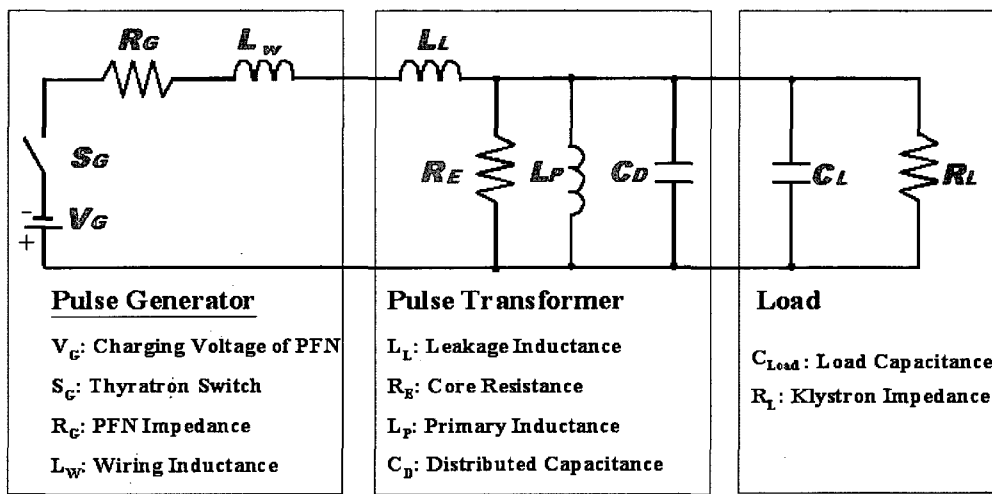 RG
Lw
LL
SG
RE
LP
CD
CL
RL
-
VG
+
Pulse Generator
VG: Charging Voltage of PFN
SG: Thyratron Switch
RG: PFN Impedance
LW: Wiring Inductance
Pulse Transformer
LL: Leakage Inductance
RE: Core Resistance
LP: Primary Inductance
CD: Distributed Capacitance
Load
CLoad: Load Capacitance
RL: Klystron Impedance